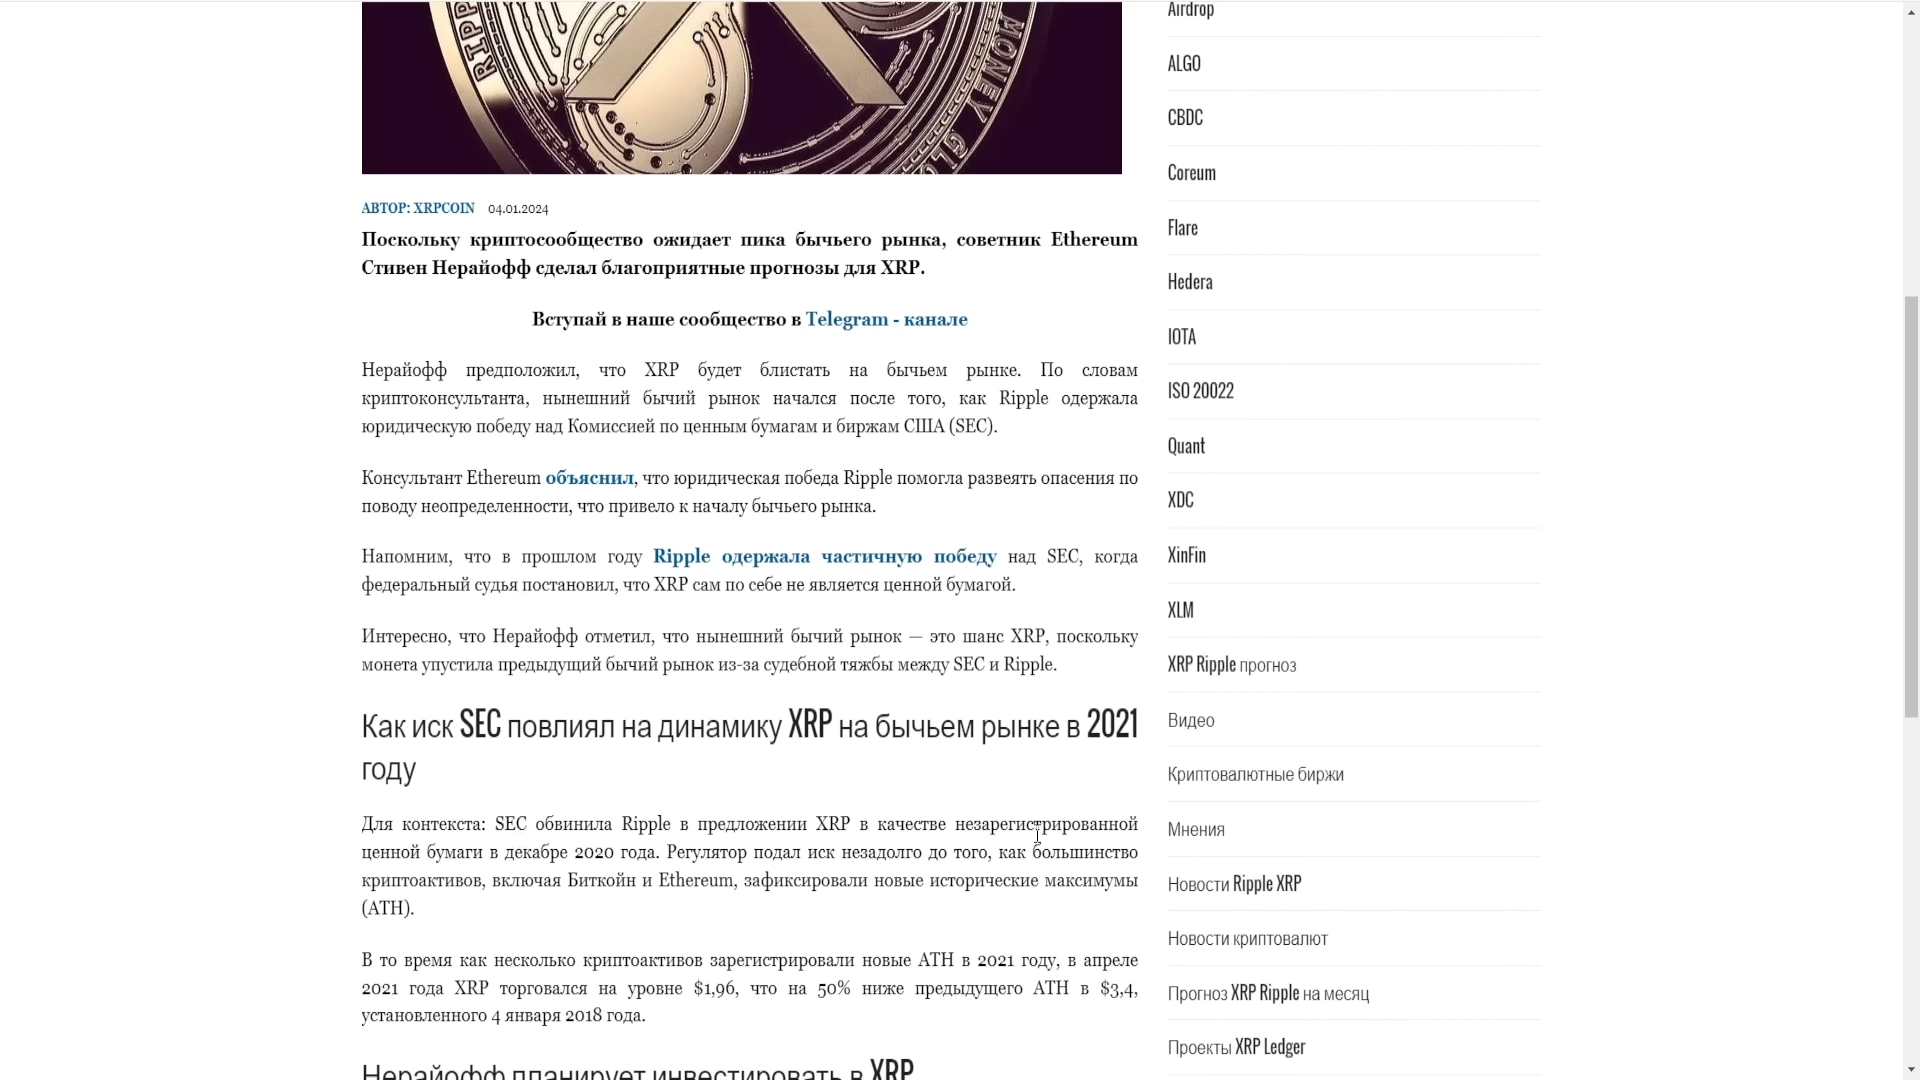 RIPP
MONEY GL
АВТОР: XRPCOIN 04.01.2024
Поскольку криптосообщество ожидает пика бычьего рынка, советник Ethereum
Стивен Нерайофф сделал благоприятные прогнозы для XRP.
Вступай в наше сообщество в Telegram - канале
Нерайофф предположил, что XRP будет блистать на бычьем рынке. По словам
криптоконсультанта, нынешний бычий рынок начался после того, как Ripple одержала
юридическую победу над Комиссией по ценным бумагам и биржам США (SEC).
Консультант Ethereum объяснил, что юридическая победа Ripple помогла развеять опасения по
поводу неопределенности, что привело к началу бычьего рынка.
Напомним, что в прошлом году Ripple одержала частичную победу над SEC, когда
федеральный судья постановил, что XRP сам по себе не является ценной бумагой.
Интересно, что Нерайофф отметил, что нынешний бычий рынок — это шанс XRP, поскольку
монета упустила предыдущий бычий рынок из-за судебной тяжбы между SEC и Ripple.
Как иск SEC повлиял на динамику XRP на бычьем рынке в 2021
году
Для контекста: SEC обвинила Ripple в предложении XRP в качестве незарегистрированной
ценной бумаги в декабре 2020 года. Регулятор подал иск незадолго до того, как большинство
криптоактивов, включая Биткойн и Ethereum, зафиксировали новые исторические максимумы
(ATH).
В то время как несколько криптоактивов зарегистрировали новые ATH в 2021 году, в апреле
2021 года XRP торговался на уровне $1,96, что на 50% ниже предыдущего ATH в $3,4,
установленного 4 января 2018 года.
Нерайофф планирует инвестировать в XRP
Airdrop
ALGO
CBDC
Coreum
Flare
Hedera
IOTA
ISO 20022
Quant
XDC
XinFin
XLM
XRP Ripple прогноз
Видео
Криптовалютные биржи
Мнения
Новости Ripple XRP
Новости криптовалют
Прогноз XRP Ripple на месяц
Проекты XRP Ledger